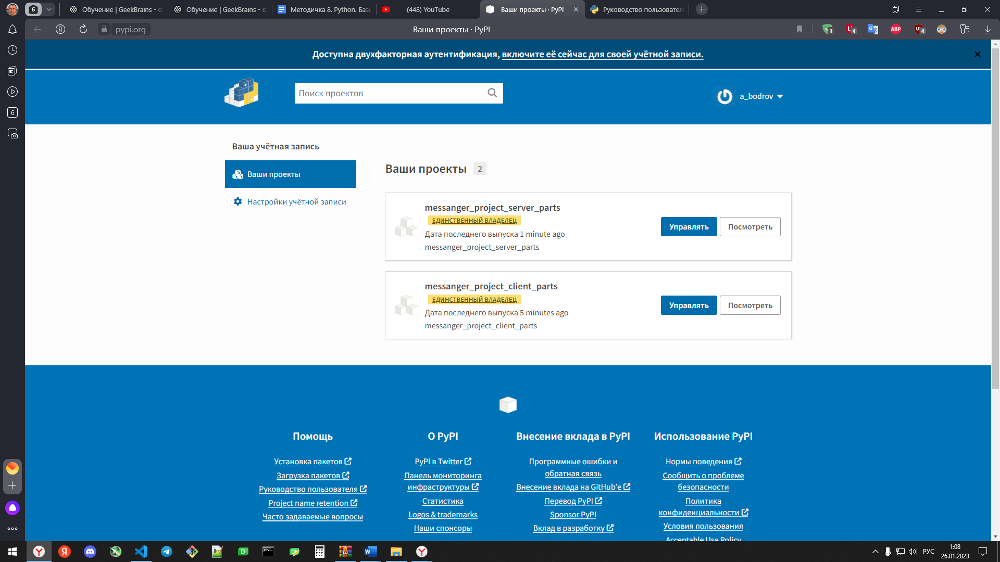 6
Обучение | GeekBrains - о
Обучение | GeekBrains - о
Методичка 8. Python. Баз
(448) YouTube
Ваши проекты · PyPI
Руководство пользовател
pypi.org
Ваши проекты · PyPI
1
4
ABP
4
6
Доступна двухфакторная аутентификация, включите её сейчас для своей учётной записи.
Поиск проектов
a_bodrov
Ваша учётная запись
Ваши проекты
Настройки учётной записи
Ваши проекты 2
messanger_project_server_parts
ЕДИНСТВЕННЫЙ ВЛАДЕЛЕЦ
Дата последнего выпуска 1 minute ago
messanger_project_server_parts
Управлять
Посмотреть
messanger_project_client_parts
ЕДИНСТВЕННЫЙ ВЛАДЕЛЕЦ
Дата последнего выпуска 5 minutes ago
messanger_project_client_parts
Управлять
Посмотреть
Помощь
Установка пакетов
Загрузка пакетов
Руководство пользователя
Project name retention
Часто задаваемые вопросы
О PyPI
PyPI в Twitter
Панель мониторинга
инфраструктуры
Статистика
Logos & trademarks
Наши спонсоры
Внесение вклада в PyPI
Программные ошибки и
обратная связь
Внесение вклада на GitHub'е
Перевод PyPI
Sponsor PyPI
Вклад в разработку
Использование PyPI
Нормы поведения
Сообщить о проблеме
безопасности
Политика
конфиденциальности
Условия пользования
Acceptable Use Policy
РУС
1:08
26.01.2023